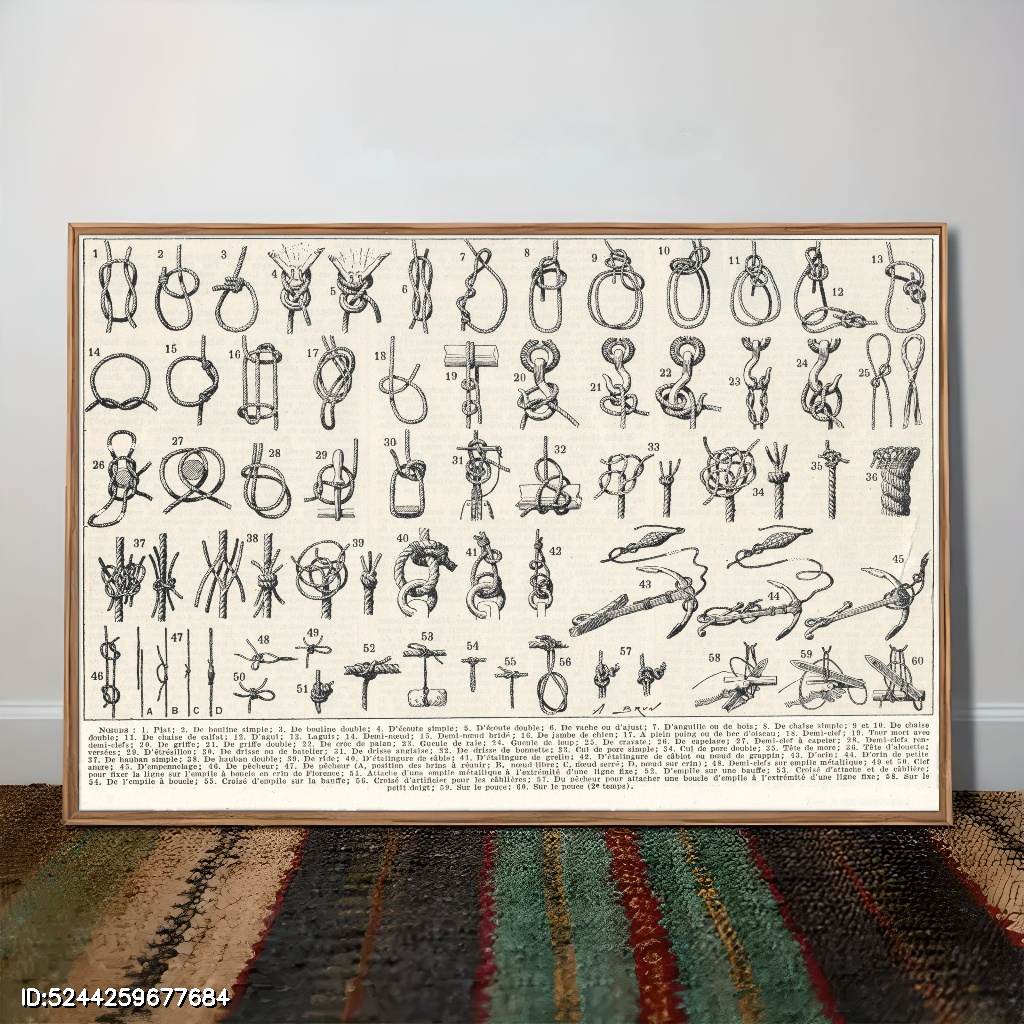 1 2 3 4 5 6 7 8 9 10 11 12 13
14 15 16 17 18 19 20 21 22 23 24 25
26 27 28 29 30 31 32 33 34 35 36
37 38 39 40 41 42 43 44 45
46 47 48 49 50 51 52 53 54 55 56 57 58 59 60
A B C D
A. BRUN
NŒUDS : 1. Plat; 2. De bouline simple; 3. De bouline double; 4. D'écoute simple; 5. D'écoute double; 6. De vache ou d'ajust; 7. D'anguille ou de bois; 8. De chaise simple; 9 et 10. De chaise
double; 11. De chaise de calfat; 12. D'agui; 13. Laguis; 14. Demi-nœud; 15. Demi-nœud bridé; 16. De jambe de chien; 17. A plein poing ou de bec d'oiseau; 18. Demi-clef; 19. Tour mort avec
demi-clefs; 20. De griffe; 21. De griffe double; 22. De croc de palan; 23. Gueule de raie; 24. Gueule de loup; 25. De cravate; 26. De capelage; 27. Demi-clef à capeler; 28. Demi-clefs ren-
versées; 29. D'étrésillon; 30. De drisse ou de batelier; 31. De drisse anglaise; 32. De drisse de bonnette; 33. Cul de porc simple; 34. Cul de porc double; 35. Tête de more; 36. Tête d'alouette;
37. De hauban simple; 38. De hauban double; 39. De ride; 40. D'étalingure de câble; 41. D'étalingure de grelin; 42. D'étalingure de câblot ou nœud de grappin; 43. D'orin; 44. D'orin de petite
ancre; 45. D'empennelage; 46. De pêcheur; 47. De pêcheur (A, position des brins à réunir; B, nœud libre; C, nœud serré; D, nœud sur crin); 48. Demi-clefs sur empile métallique; 49 et 50. Clef
pour fixer la ligne sur l'empile à boucle en crin de Florence; 51. Attache d'une empile métallique à l'extrémité d'une ligne fixe; 52. D'empile sur une bauffe; 53. Croisé d'attache et de câblière;
54. De l'empile à boucle; 55. Croisé d'empile sur la bauffe; 56. Croisé d'artificier pour les câblières; 57. Du pêcheur pour attacher une boucle d'empile à l'extrémité d'une ligne fixe; 58. Sur le
petit doigt; 59. Sur le pouce; 60. Sur le pouce (2e temps).
ID:5244259677684